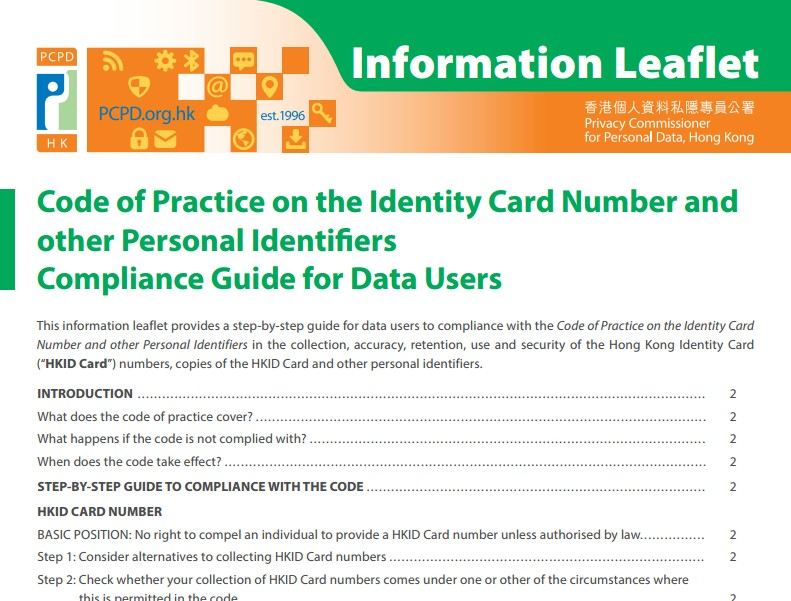 PCPD
HK
PCPD.org.hk
est.1996
Information Leaflet
香港個人資料私隱專員公署
Privacy Commissioner
for Personal Data, Hong Kong
Code of Practice on the Identity Card Number and
other Personal Identifiers
Compliance Guide for Data Users
This information leaflet provides a step-by-step guide for data users to compliance with the Code of Practice on the Identity Card
Number and other Personal Identifiers in the collection, accuracy, retention, use and security of the Hong Kong Identity Card
(“HKID Card”) numbers, copies of the HKID Card and other personal identifiers.
INTRODUCTION ........ 2
What does the code of practice cover? ........ 2
What happens if the code is not complied with? ........ 2
When does the code take effect? ........ 2
STEP-BY-STEP GUIDE TO COMPLIANCE WITH THE CODE ........ 2
HKID CARD NUMBER
BASIC POSITION: No right to compel an individual to provide a HKID Card number unless authorised by law ........ 2
Step 1: Consider alternatives to collecting HKID Card numbers ........ 2
Step 2: Check whether your collection of HKID Card numbers comes under one or other of the circumstances where
this is permitted in the code ........ 2